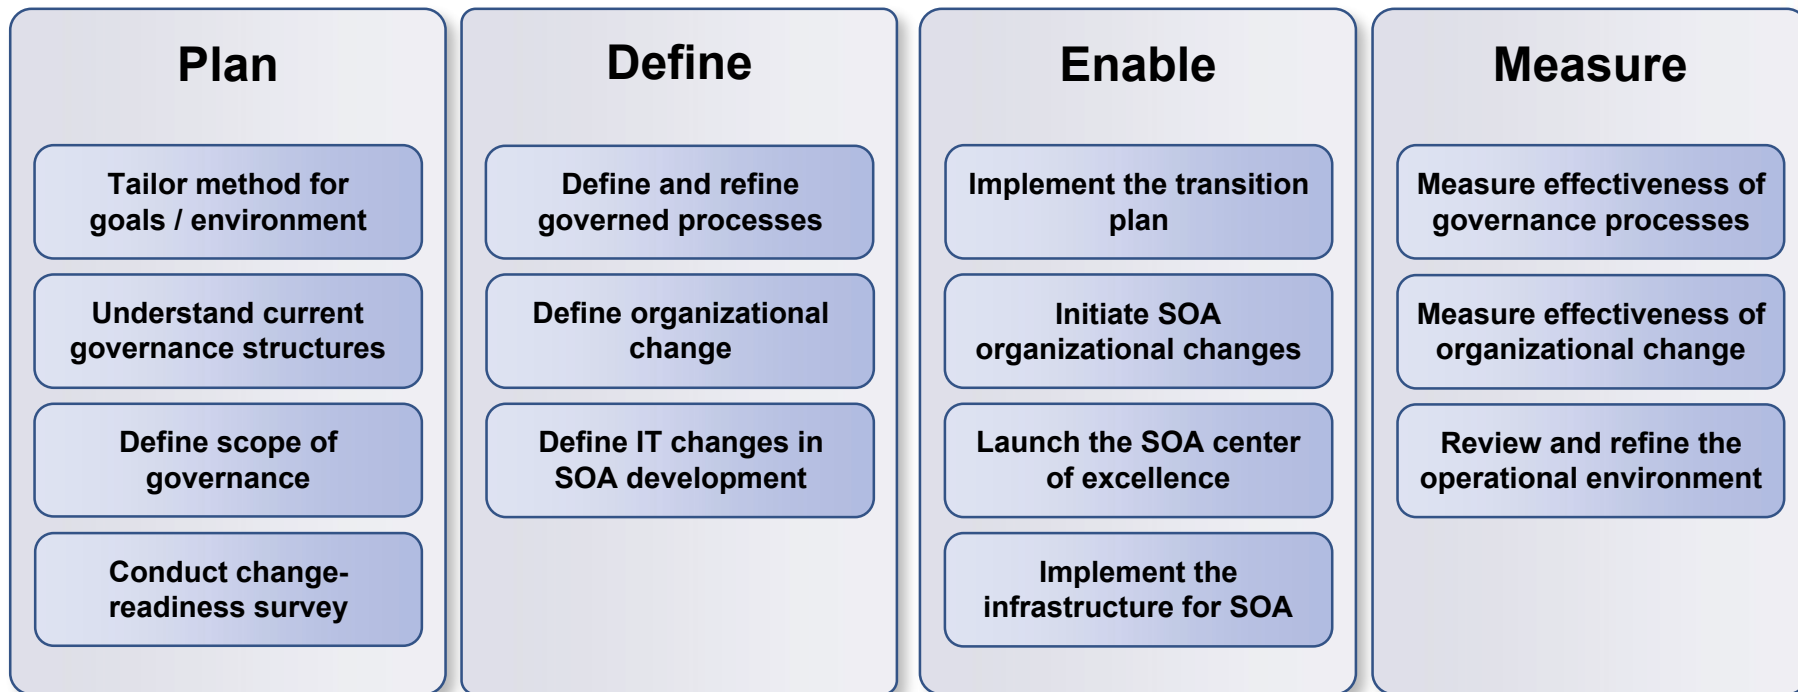 Plan
Tailor method for
goals / environment
Understand current
governance structures
Define scope of
governance
Conduct change-
readiness survey
Define
Define and refine
governed processes
Define organizational
change
Define IT changes in
SOA development
Enable
Implement the transition
plan
Initiate SOA
organizational changes
Launch the SOA center
of excellence
Implement the
infrastructure for SOA
Measure
Measure effectiveness of
governance processes
Measure effectiveness of
organizational change
Review and refine the
operational environment